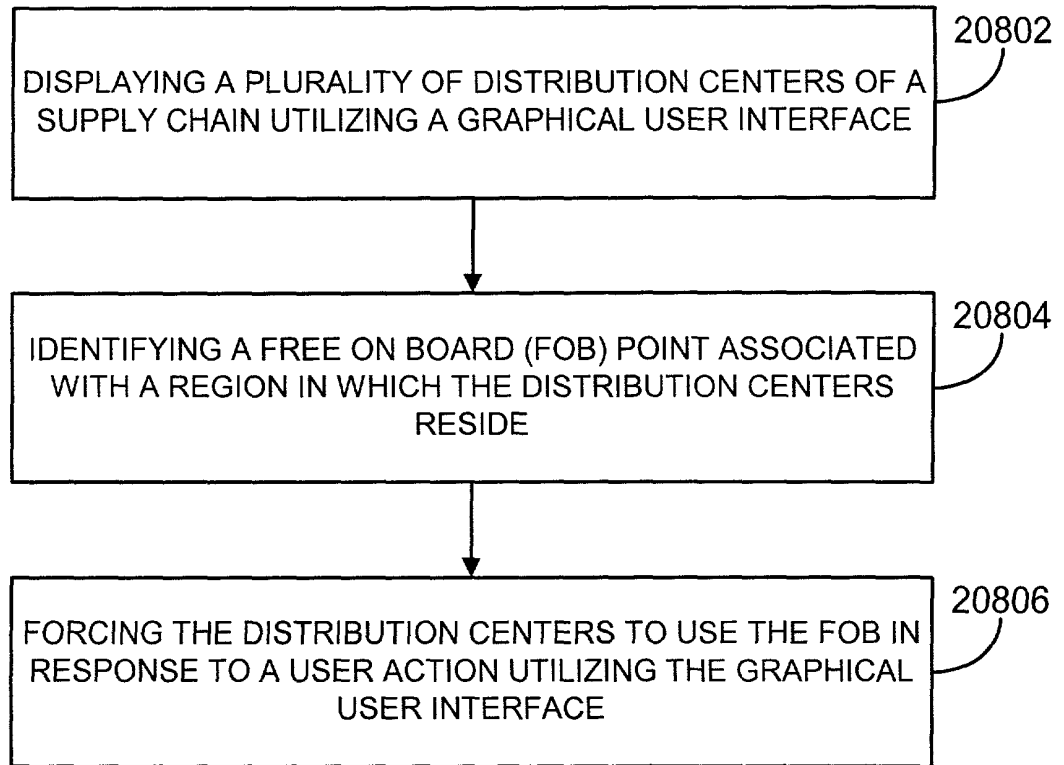 20802
DISPLAYING A PLURALITY OF DISTRIBUTION CENTERS OF A
SUPPLY CHAIN UTILIZING A GRAPHICAL USER INTERFACE
20804
IDENTIFYING A FREE ON BOARD (FOB) POINT ASSOCIATED
WITH A REGION IN WHICH THE DISTRIBUTION CENTERS
RESIDE
20806
FORCING THE DISTRIBUTION CENTERS TO USE THE FOB IN
RESPONSE TO A USER ACTION UTILIZING THE GRAPHICAL
USER INTERFACE